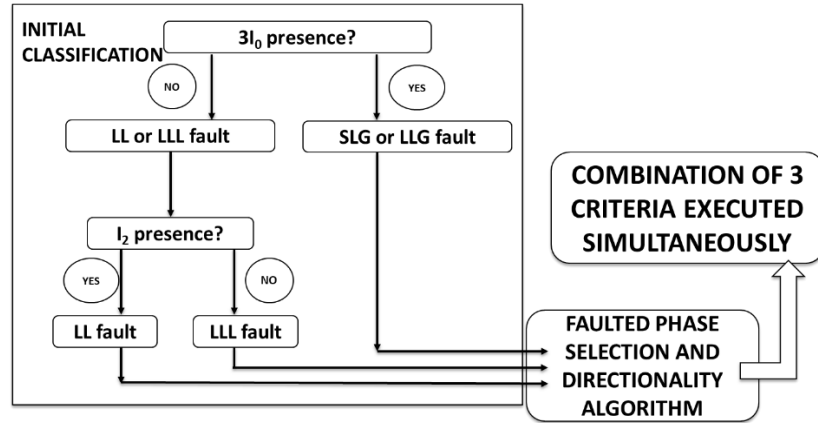 INITIAL
CLASSIFICATION
3I₀ presence?
NO
YES
LL or LLL fault
SLG or LLG fault
I₂ presence?
YES
NO
LL fault
LLL fault
COMBINATION OF 3
CRITERIA EXECUTED
SIMULTANEOUSLY
FAULTED PHASE
SELECTION AND
DIRECTIONALITY
ALGORITHM